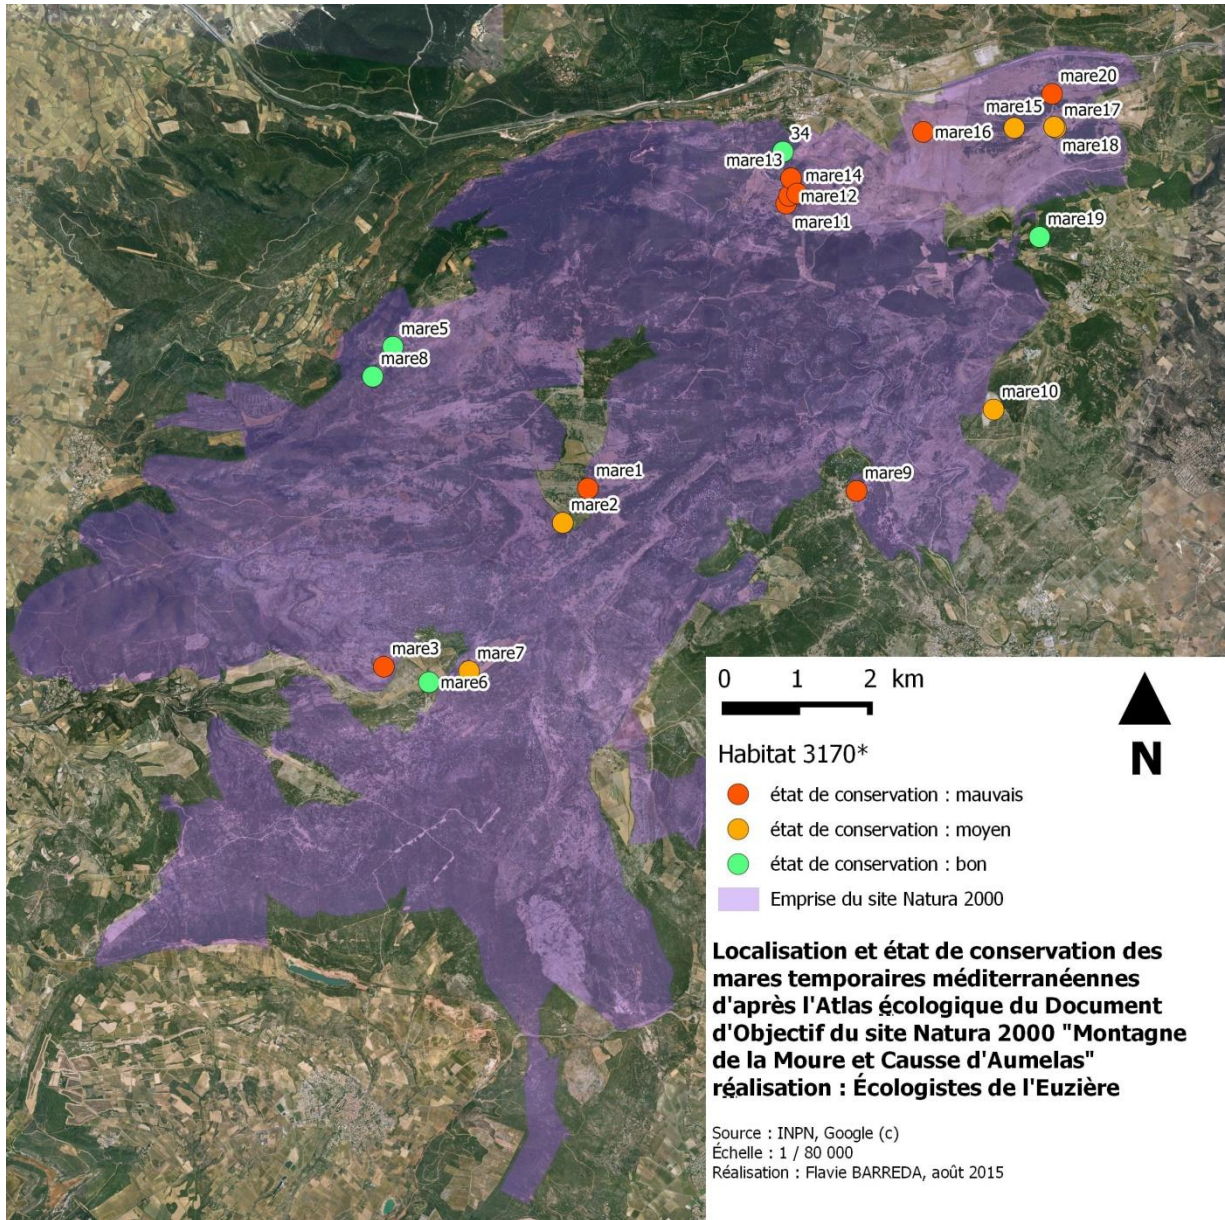 mare20
mare15
mare17
mare16
mare18
34
mare13
mare14
mare12
mare11
mare19
mare5
mare8
mare10
mare1
mare9
mare2
mare3
mare7
mare6
0 1 2 km
N
Habitat 3170*
état de conservation : mauvais
état de conservation : moyen
état de conservation : bon
Emprise du site Natura 2000
Localisation et état de conservation des
mares temporaires méditerranéennes
d'après l'Atlas écologique du Document
d'Objectif du site Natura 2000 "Montagne
de la Moure et Causse d'Aumelas"
réalisation : Écologistes de l'Euzière
Source : INPN, Google (c)
Échelle : 1 / 80 000
Réalisation : Flavie BARREDA, août 2015